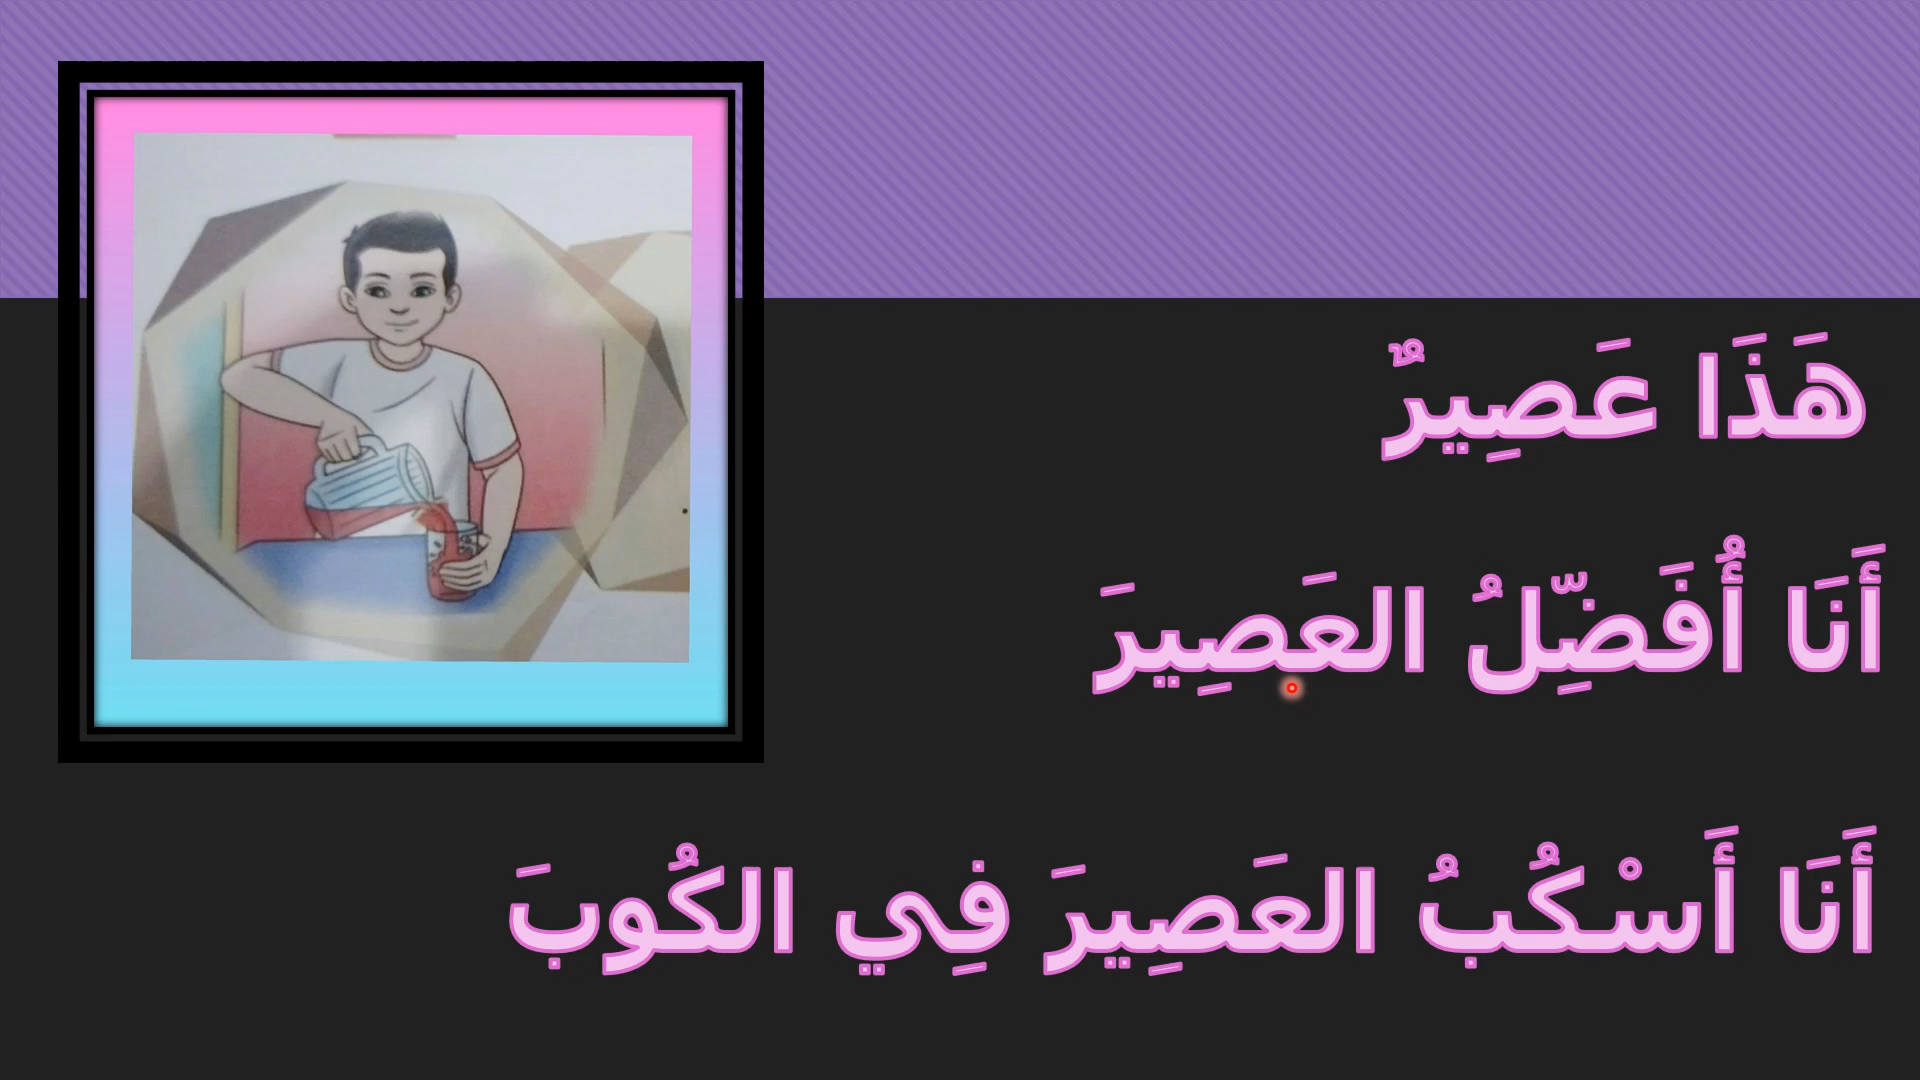 هَذَا عَصِيرٌ
أَنَا أُفَضِّلُ العَصِيرَ
أَنَا أَسْكُبُ العَصِيرَ فِي الكُوبَ